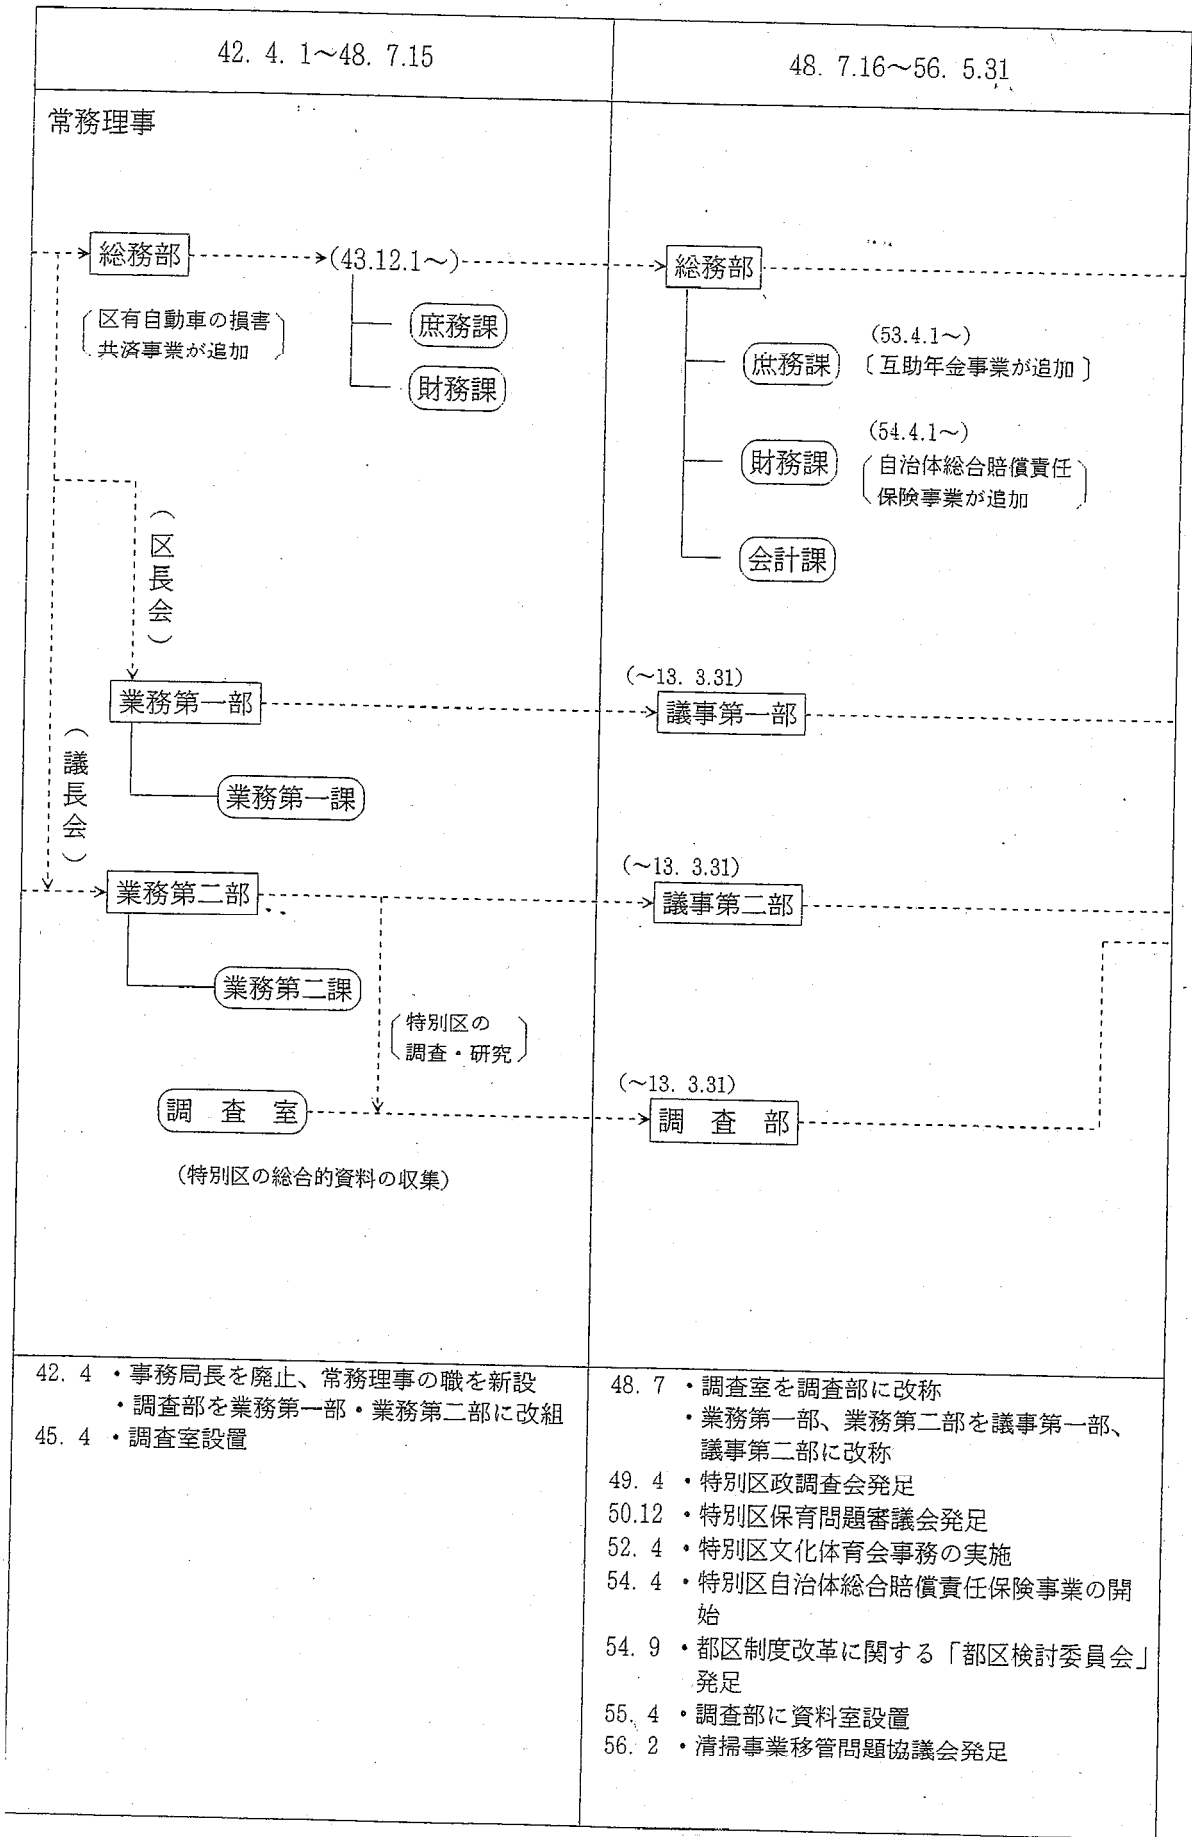 42. 4. 1～48. 7.15
48. 7.16～56. 5.31
常務理事
総務部
(43.12.1～)
区有自動車の損害
共済事業が追加
庶務課
財務課
総務部
庶務課
(53.4.1～)
〔互助年金事業が追加〕
財務課
(54.4.1～)
自治体総合賠償責任
保険事業が追加
会計課
（区長会）
（議長会）
業務第一部
業務第一課
(～13. 3.31)
議事第一部
業務第二部
業務第二課
(～13. 3.31)
議事第二部
特別区の
調査・研究
調 査 室
(～13. 3.31)
調 査 部
(特別区の総合的資料の収集)
42. 4 ・事務局長を廃止、常務理事の職を新設
・調査部を業務第一部・業務第二部に改組
45. 4 ・調査室設置
48. 7 ・調査室を調査部に改称
・業務第一部、業務第二部を議事第一部、
議事第二部に改称
49. 4 ・特別区政調査会発足
50.12 ・特別区保育問題審議会発足
52. 4 ・特別区文化体育会事務の実施
54. 4 ・特別区自治体総合賠償責任保険事業の開
始
54. 9 ・都区制度改革に関する「都区検討委員会」
発足
55. 4 ・調査部に資料室設置
56. 2 ・清掃事業移管問題協議会発足